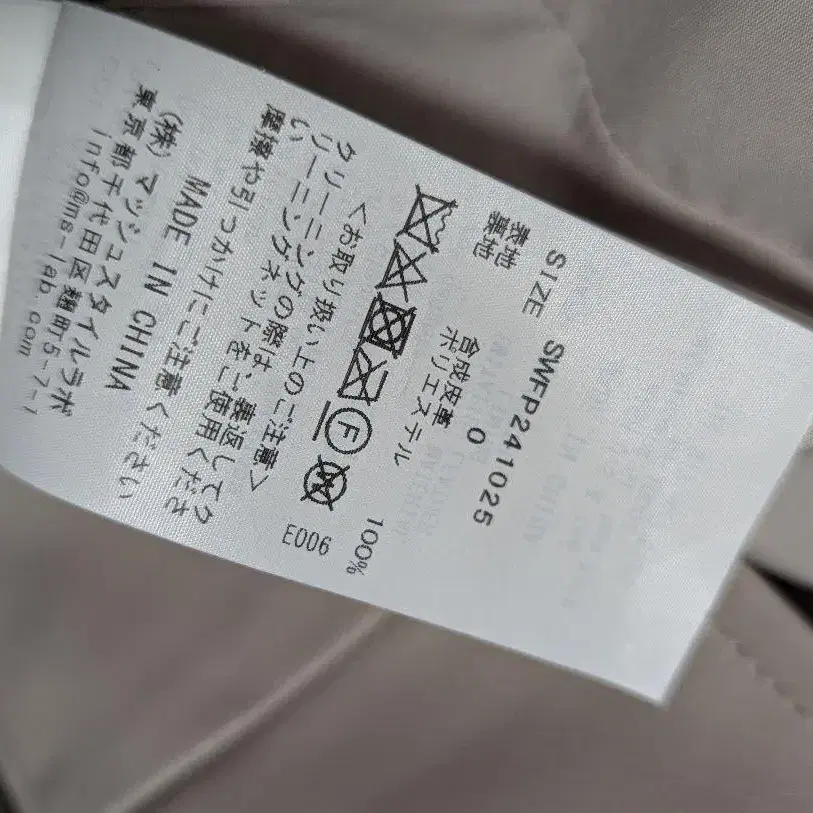 SWFP241025
SIZE 0
表地 合成皮革
裏地 ポリエステル 100%
E006
<お取り扱い上のご注意>
クリーニングの際は、裏返してク
リーニングネットをご使用くださ
い
摩擦や引っかけにご注意ください
MADE IN CHINA
(株)マッシュスタイルラボ
東京都千代田区麹町5-7-1
info@ms-lab.com